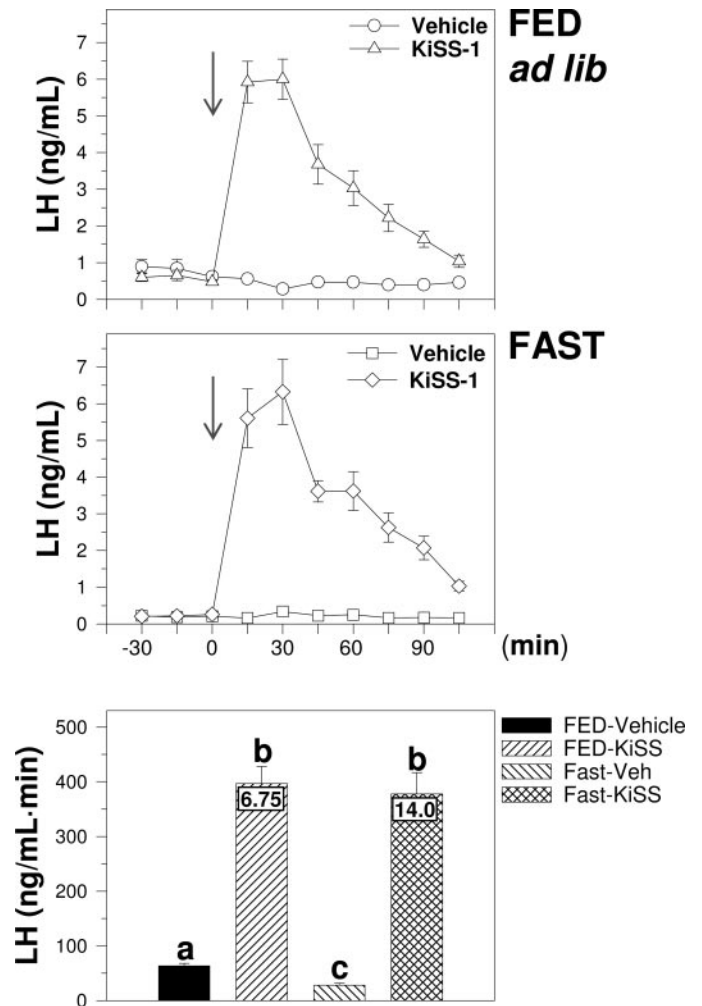 Vehicle
KiSS-1
FED
ad lib
LH (ng/mL)
7
6
5
4
3
2
1
0
Vehicle
KiSS-1
FAST
LH (ng/mL)
7
6
5
4
3
2
1
0
-30 0 30 60 90 (min)
LH (ng/mL·min)
500
400
300
200
100
0
a
b
6.75
c
b
14.0
FED-Vehicle
FED-KiSS
Fast-Veh
Fast-KiSS